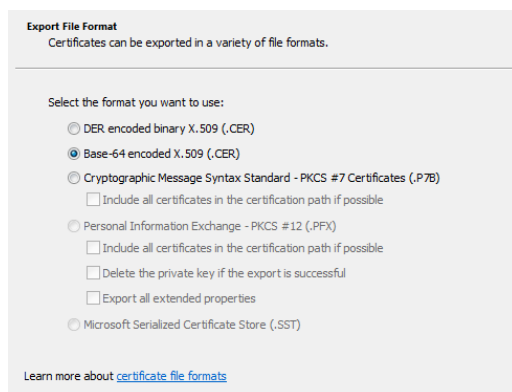 Export File Format
Certificates can be exported in a variety of file formats.
Select the format you want to use:
DER encoded binary X.509 (.CER)
Base-64 encoded X.509 (.CER)
Cryptographic Message Syntax Standard - PKCS #7 Certificates (.P7B)
Include all certificates in the certification path if possible
Personal Information Exchange - PKCS #12 (.PFX)
Include all certificates in the certification path if possible
Delete the private key if the export is successful
Export all extended properties
Microsoft Serialized Certificate Store (.SST)
Learn more about certificate file formats